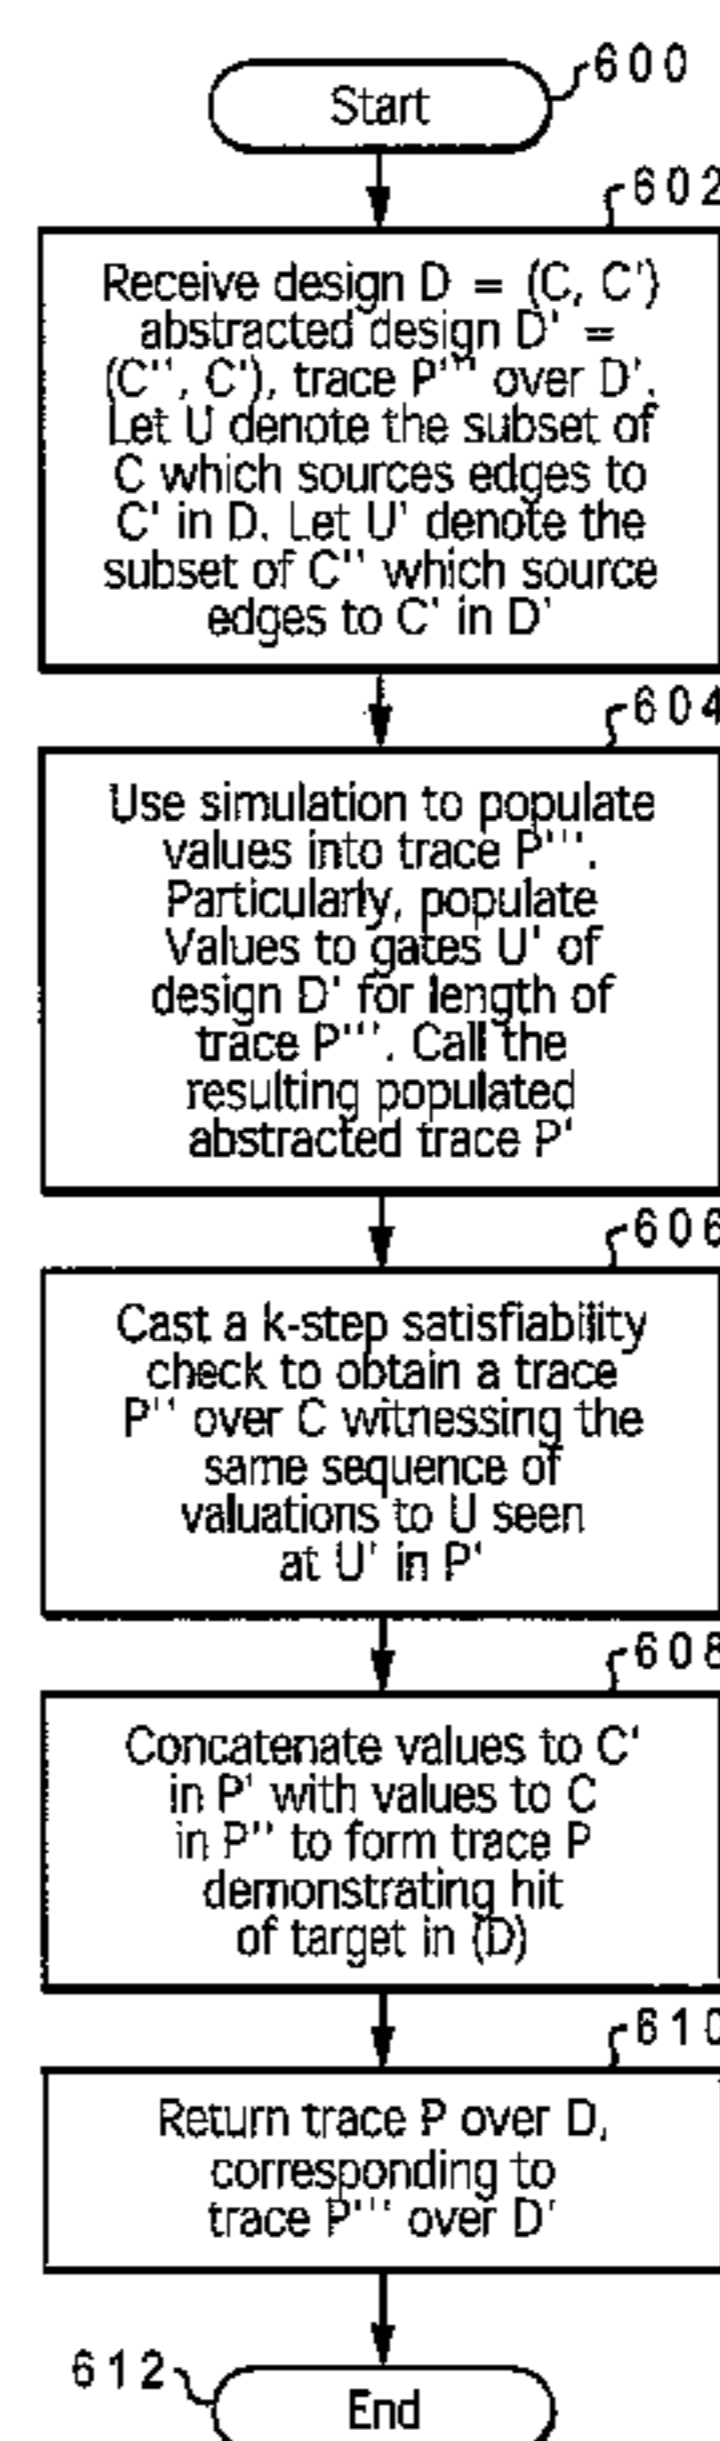 600
Start
602
Receive design D = (C, C')
abstracted design D' =
(C'', C'), trace P''' over D'.
Let U denote the subset of
C which sources edges to
C' in D. Let U' denote the
subset of C'' which source
edges to C' in D'
604
Use simulation to populate
values into trace P'''.
Particularly, populate
Values to gates U' of
design D' for length of
trace P'''. Call the
resulting populated
abstracted trace P'
606
Cast a k-step satisfiability
check to obtain a trace
P'' over C witnessing the
same sequence of
valuations to U seen
at U' in P'
608
Concatenate values to C'
in P' with values to C
in P'' to form trace P
demonstrating hit
of target in (D)
610
Return trace P over D,
corresponding to
trace P''' over D'
612
End